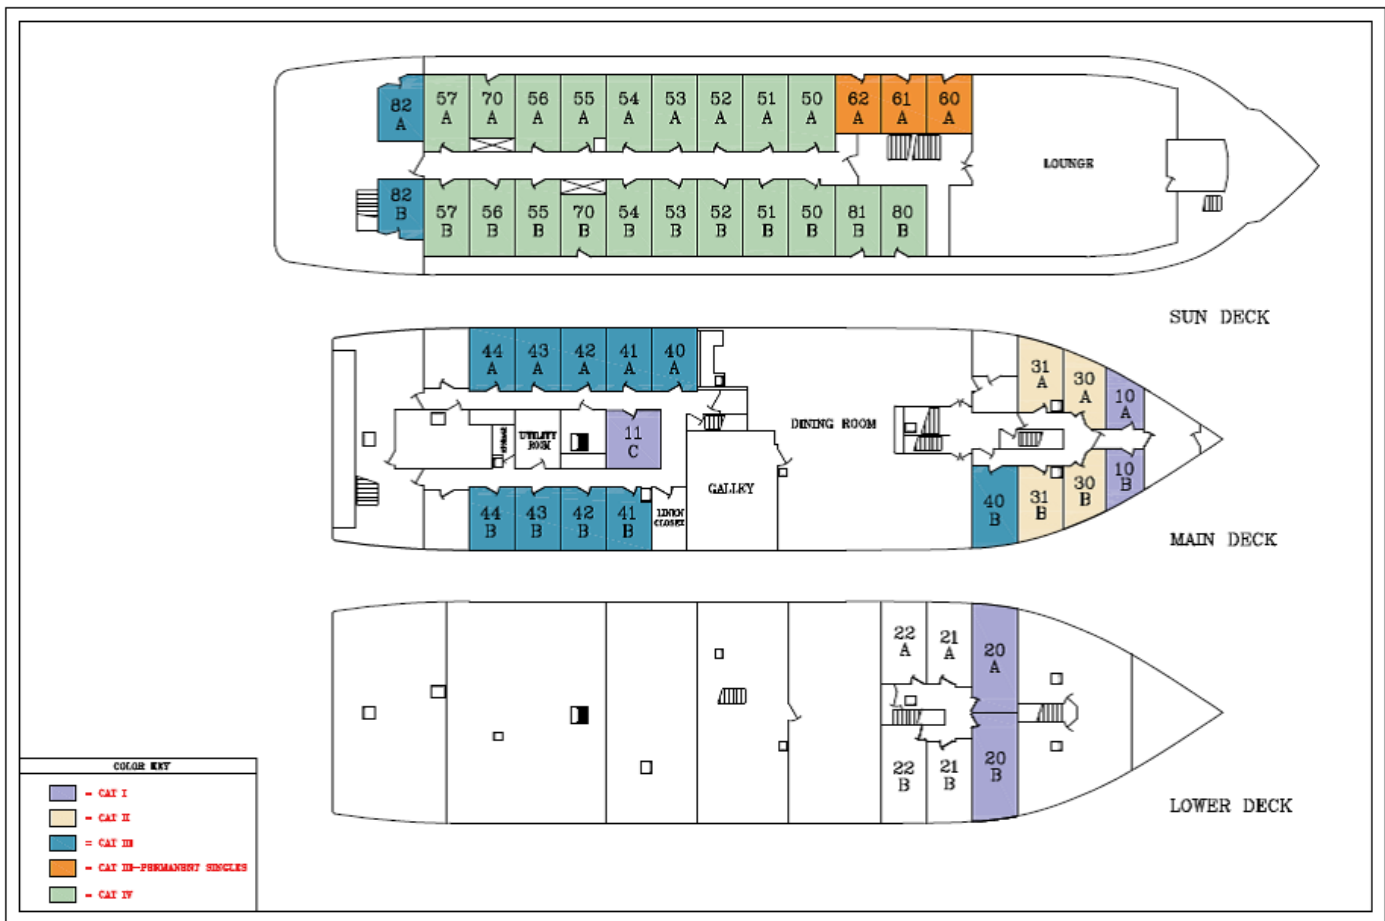 82 A
57 A
70 A
56 A
55 A
54 A
53 A
52 A
51 A
50 A
62 A
61 A
60 A
LOUNGE
82 B
57 B
56 B
55 B
70 B
54 B
53 B
52 B
51 B
50 B
81 B
80 B
SUN DECK
44 A
43 A
42 A
41 A
40 A
31 A
30 A
10 A
DINING ROOM
STORAGE
UTILITY ROOM
11 C
GALLEY
10 B
44 B
43 B
42 B
41 B
LINEN CLOSET
40 B
31 B
30 B
MAIN DECK
22 A
21 A
20 A
22 B
21 B
20 B
LOWER DECK
COLOR KEY
= CAT I
= CAT II
= CAT III
= CAT III-PERMANENT SINGLES
= CAT IV